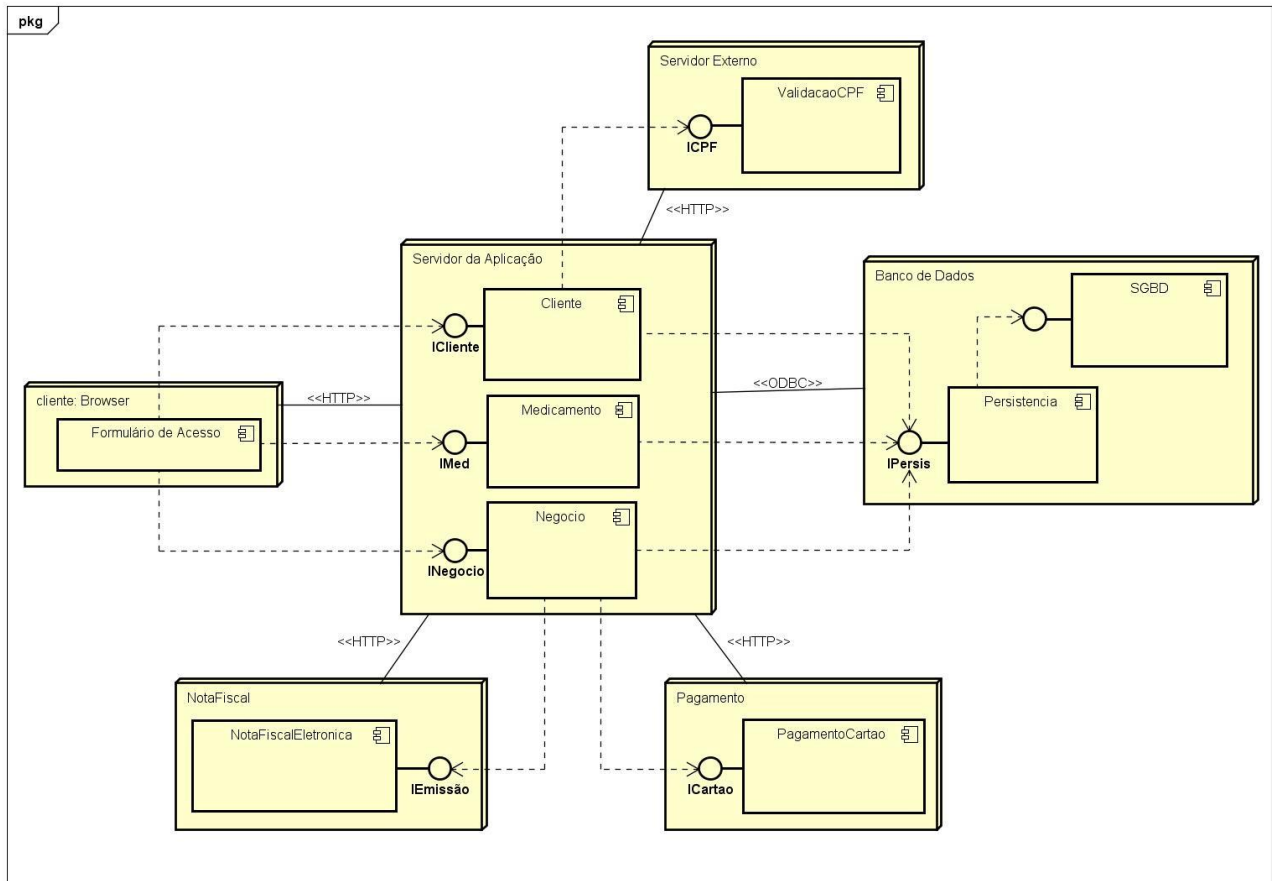 pkg
Servidor Externo
ValidacaoCPF
ICPF
<<HTTP>>
Servidor da Aplicação
Cliente
ICliente
Banco de Dados
SGBD
<<ODBC>>
cliente: Browser
<<HTTP>>
Formulário de Acesso
Medicamento
IMed
Persistencia
IPersis
Negocio
INegocio
<<HTTP>>
<<HTTP>>
NotaFiscal
NotaFiscalEletronica
IEmissão
Pagamento
PagamentoCartao
ICartao